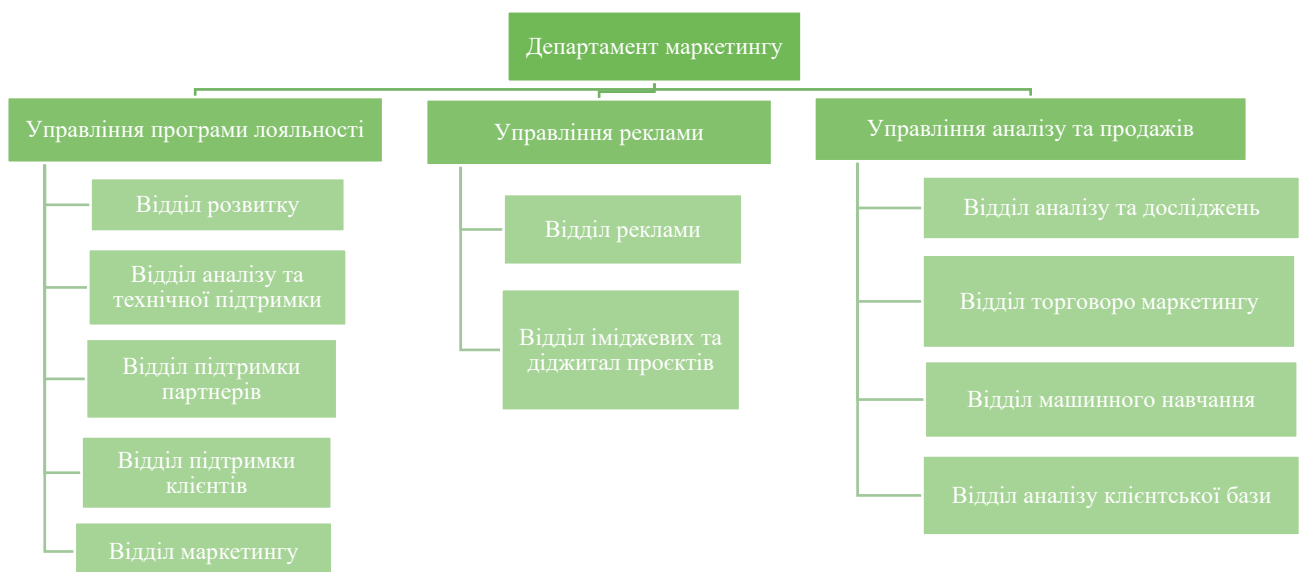 Департамент маркетингу
Управління програми лояльності
Відділ розвитку
Відділ аналізу та
технічної підтримки
Відділ підтримки
партнерів
Відділ підтримки
клієнтів
Відділ маркетингу
Управління реклами
Відділ реклами
Відділ іміджевих та
діджитал проєктів
Управління аналізу та продажів
Відділ аналізу та досліджень
Відділ торговоро маркетингу
Відділ машинного навчання
Відділ аналізу клієнтської бази